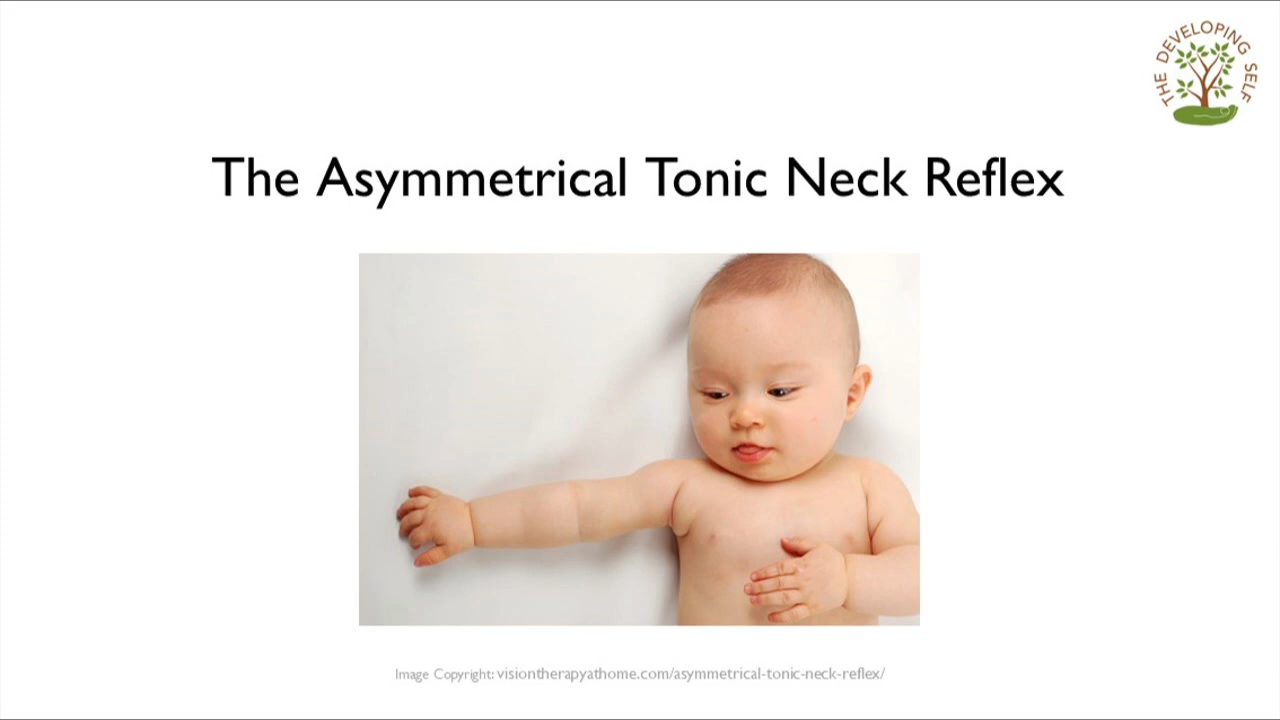 THE DEVELOPING SELF
The Asymmetrical Tonic Neck Reflex
Image Copyright: visiontherapyathome.com/asymmetrical-tonic-neck-reflex/